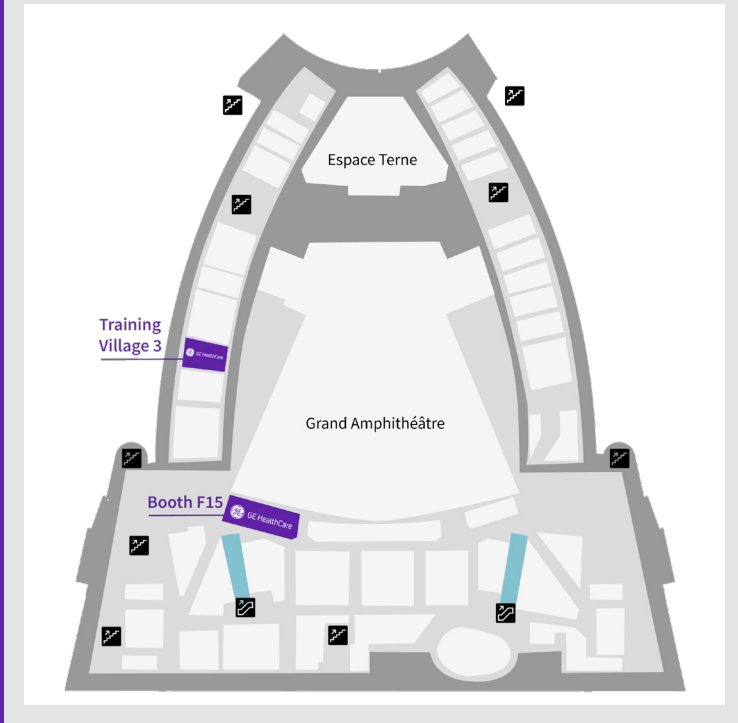 Espace Terne
Training
Village 3
GE HealthCare
Grand Amphithéâtre
Booth F15
GE HealthCare